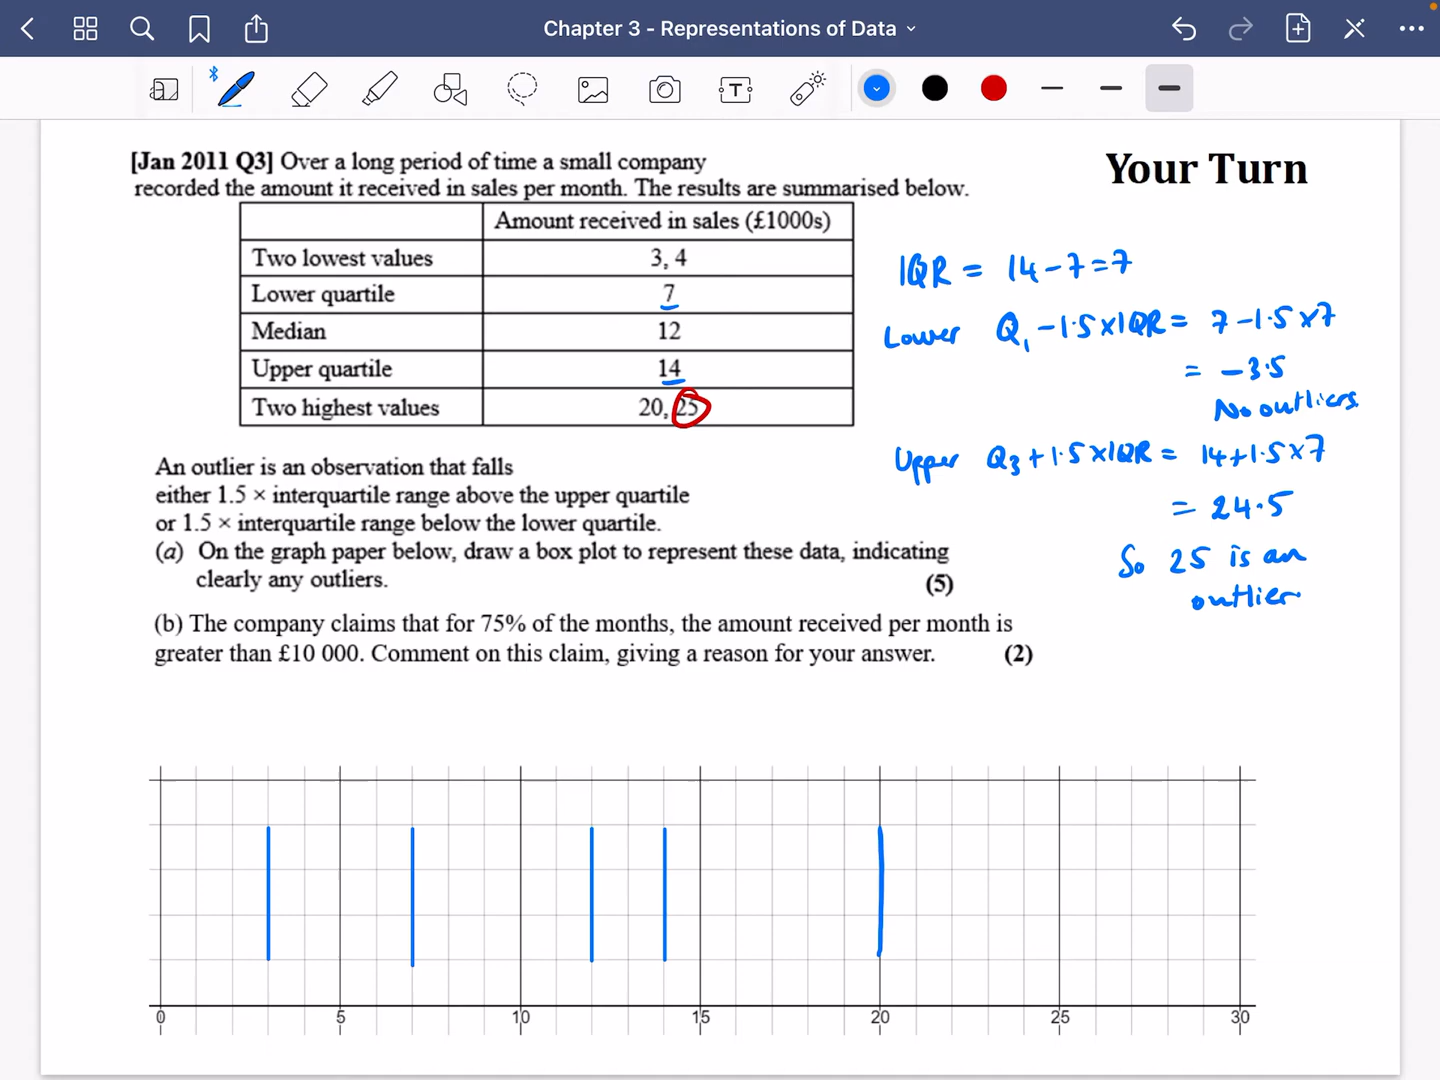 Chapter 3 - Representations of Data
T
[Jan 2011 Q3] Over a long period of time a small company
recorded the amount it received in sales per month. The results are summarised below.
Your Turn
Amount received in sales (£1000s)
Two lowest values 3, 4
Lower quartile 7
Median 12
Upper quartile 14
Two highest values 20, 25
IQR = 14 - 7 = 7
Lower Q₁ - 1.5 × IQR = 7 - 1.5 × 7
= -3.5
No outliers
Upper Q₃ + 1.5 × IQR = 14 + 1.5 × 7
= 24.5
So 25 is an
outlier.
An outlier is an observation that falls
either 1.5 × interquartile range above the upper quartile
or 1.5 × interquartile range below the lower quartile.
(a) On the graph paper below, draw a box plot to represent these data, indicating
clearly any outliers. (5)
(b) The company claims that for 75% of the months, the amount received per month is
greater than £10 000. Comment on this claim, giving a reason for your answer. (2)
0 5 10 15 20 25 30